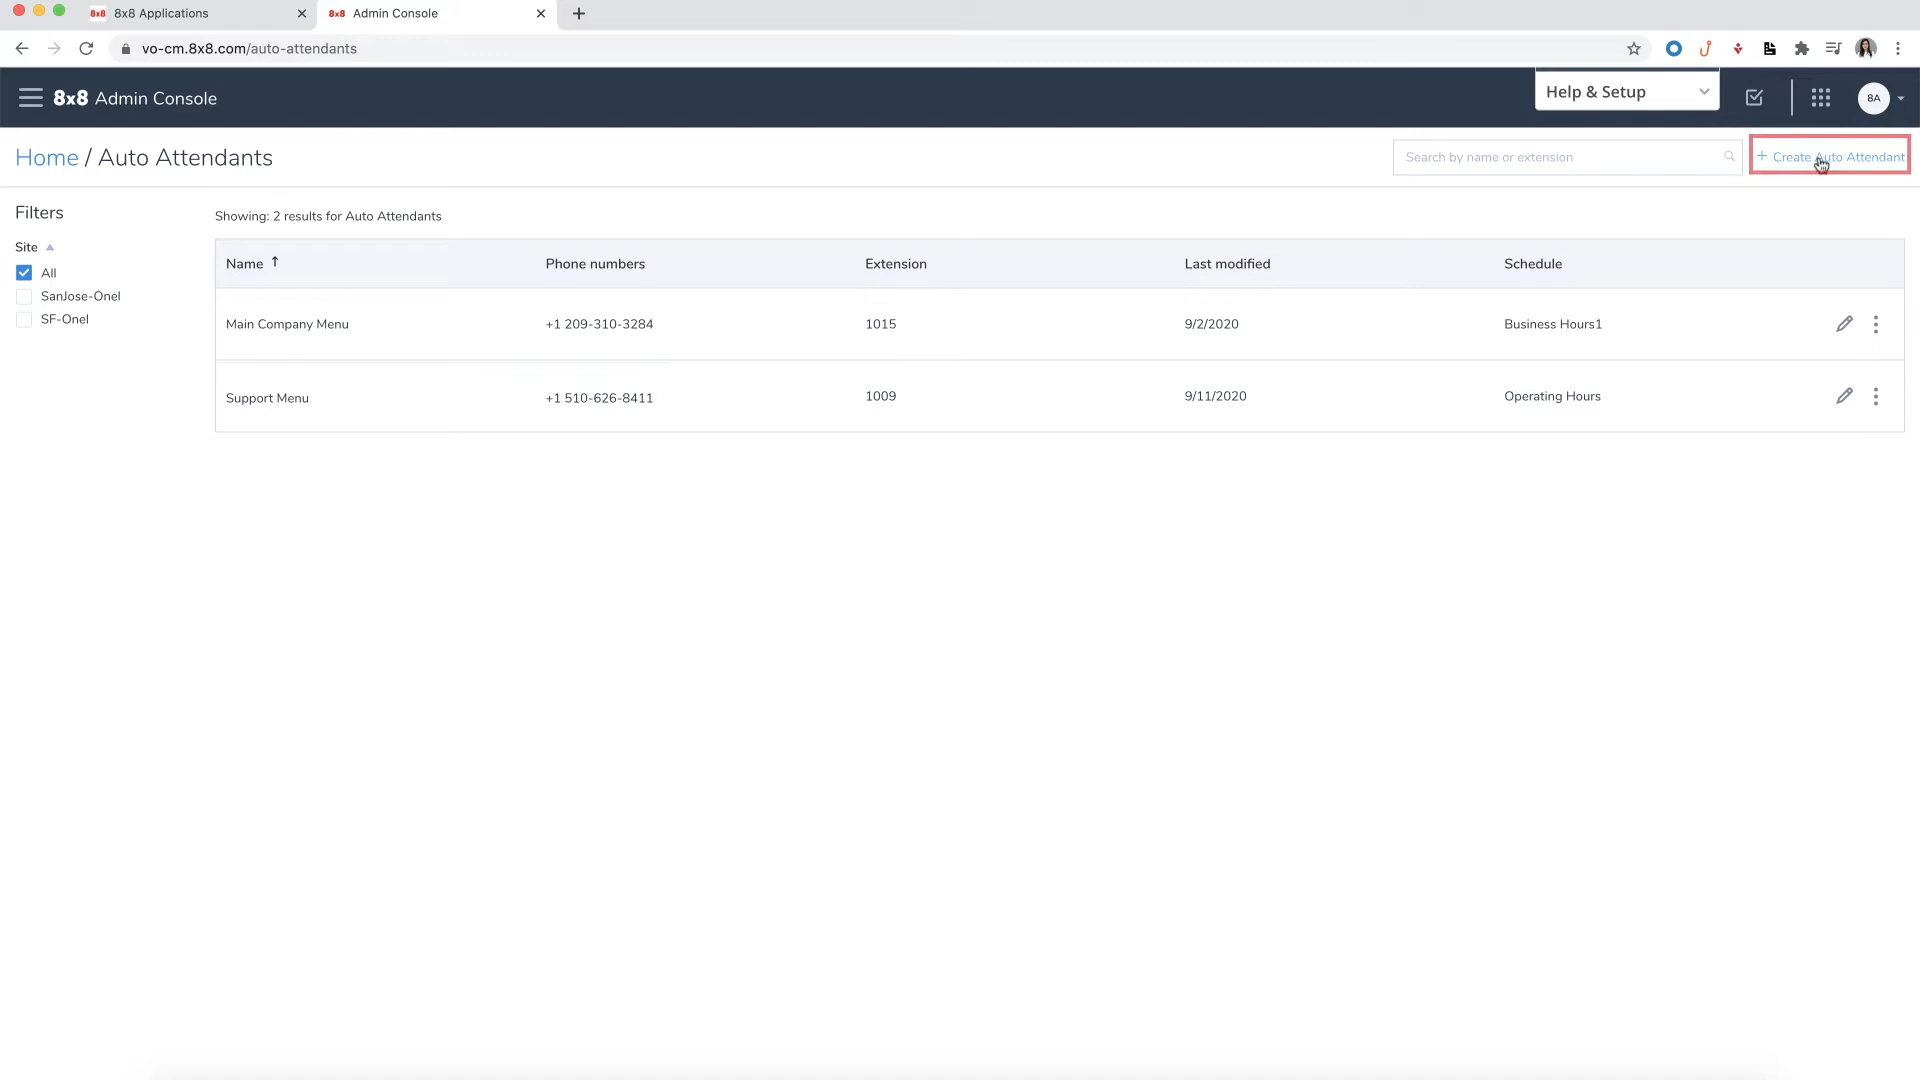 8x8 8x8 Applications
8x8 Admin Console
vo-cm.8x8.com/auto-attendants
8x8 Admin Console
Help & Setup
8A
Home / Auto Attendants
Search by name or extension
+ Create Auto Attendant
Filters
Showing: 2 results for Auto Attendants
Site
All
SanJose-Onel
SF-Onel
Name Phone numbers Extension Last modified Schedule
Main Company Menu +1 209-310-3284 1015 9/2/2020 Business Hours1
Support Menu +1 510-626-8411 1009 9/11/2020 Operating Hours